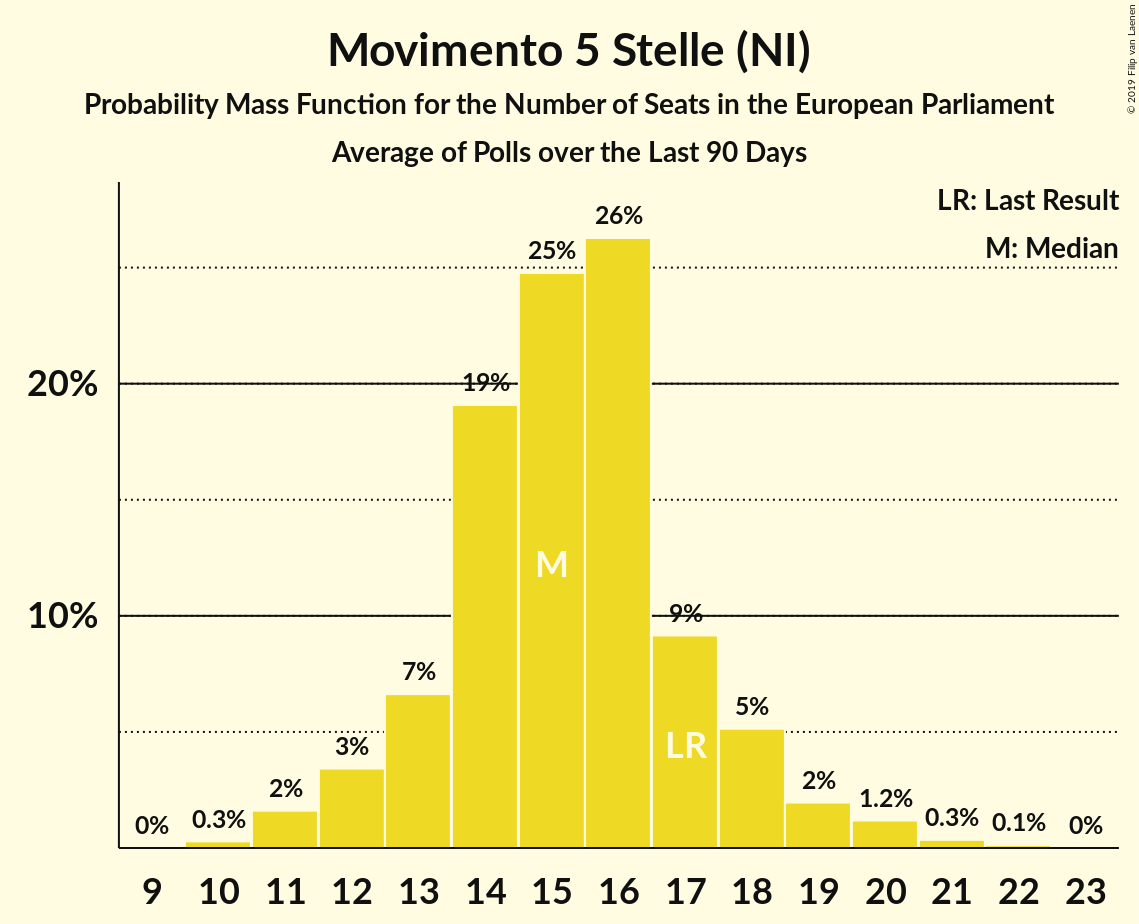 Movimento 5 Stelle (NI)
Probability Mass Function for the Number of Seats in the European Parliament
Average of Polls over the Last 90 Days
© 2019 Filip van Laenen
LR: Last Result
M: Median
26%
25%
20%
19%
M
10%
9%
7%
5%
LR
3%
2%
2%
1.2%
0%
0.3%
0.3%
0.1%
0%
9 10 11 12 13 14 15 16 17 18 19 20 21 22 23